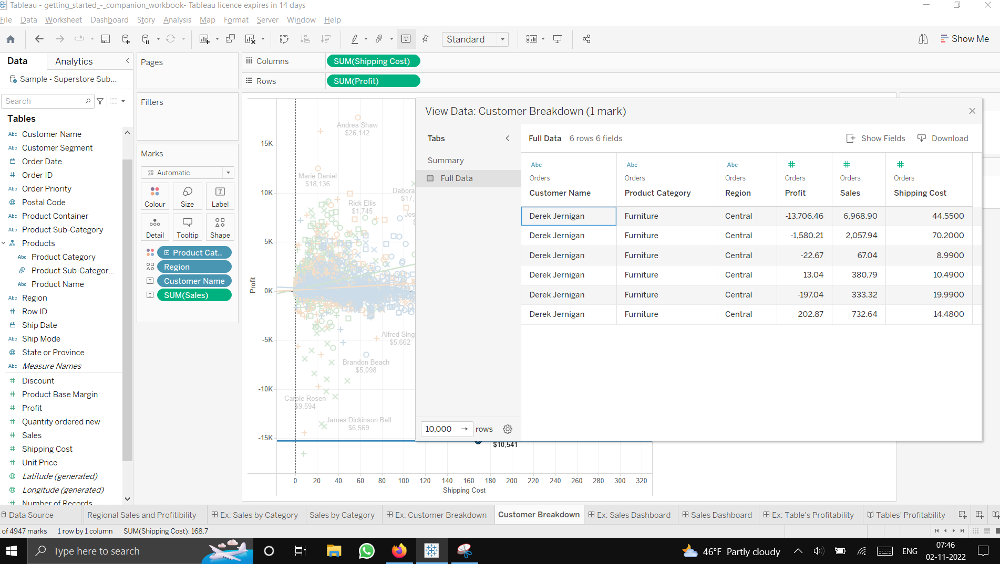 Tableau - getting_started_-_companion_workbook- Tableau licence expires in 14 days
File Data Worksheet Dashboard Story Analysis Map Format Server Window Help
Standard
Show Me
Data Analytics
Sample - Superstore Sub...
Search
Tables
Abc Customer Name
Abc Customer Segment
Order Date
# Order ID
Abc Order Priority
Postal Code
Abc Product Container
Abc Product Sub-Category
Products
Abc Product Category
Product Sub-Categor...
Abc Product Name
Abc Region
# Row ID
Ship Date
Abc Ship Mode
State or Province
Abc Measure Names
# Discount
# Product Base Margin
# Profit
# Quantity ordered new
# Sales
# Shipping Cost
# Unit Price
Latitude (generated)
Longitude (generated)
Number of Records
Pages
Filters
Marks
Automatic
Colour Size Label
Detail Tooltip Shape
Product Cat..
Region
Customer Name
SUM(Sales)
Columns SUM(Shipping Cost)
Rows SUM(Profit)
Profit
15K
10K
5K
0K
-5K
-10K
-15K
Andrea Shaw
$26,142
Marie Daniel
$18,136
Debora
$17,
Rick Ellis
$1,745
Jos
Alfred Sing
$5,662
Brandon Beach
$5,098
Carole Rosen
$9,594
James Dickinson Ball
$6,569
$10,541
0 20 40 60 80 100 120 140 160 180 200 220 240 260 280 300 320
Shipping Cost
View Data: Customer Breakdown (1 mark)
Tabs
Summary
Full Data
10,000 → rows
Full Data 6 rows 6 fields
Show Fields Download
Abc Abc Abc # # #
Orders Orders Orders Orders Orders Orders
Customer Name Product Category Region Profit Sales Shipping Cost
Derek Jernigan Furniture Central -13,706.46 6,968.90 44.5500
Derek Jernigan Furniture Central -1,580.21 2,057.94 70.2000
Derek Jernigan Furniture Central -22.67 67.04 8.9900
Derek Jernigan Furniture Central 13.04 380.79 10.4900
Derek Jernigan Furniture Central -197.04 333.32 19.9900
Derek Jernigan Furniture Central 202.87 732.64 14.4800
Data Source Regional Sales and Profitibility Ex: Sales by Category Sales by Category Ex: Customer Breakdown Customer Breakdown Ex: Sales Dashboard Sales Dashboard Ex: Table's Profitability Tables' Profitability
of 4947 marks 1 row by 1 column SUM(Shipping Cost): 168.7
Type here to search
46°F Partly cloudy
ENG
07:46
02-11-2022